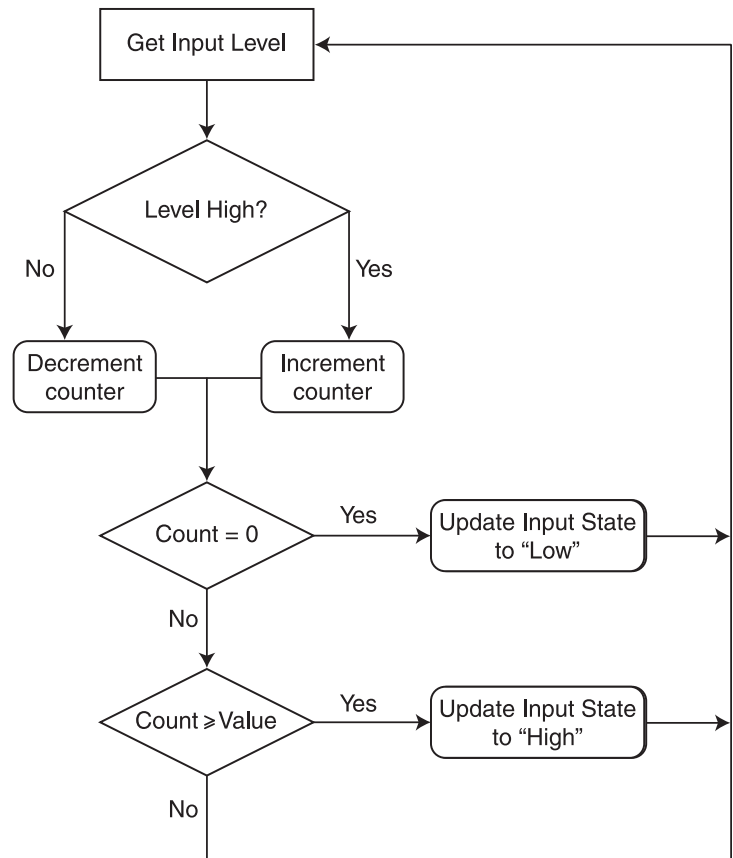 Get Input Level
Level High?
No
Yes
Decrement
counter
Increment
counter
Count = 0
Yes
Update Input State
to “Low”
No
Count ⩾ Value
Yes
Update Input State
to “High”
No